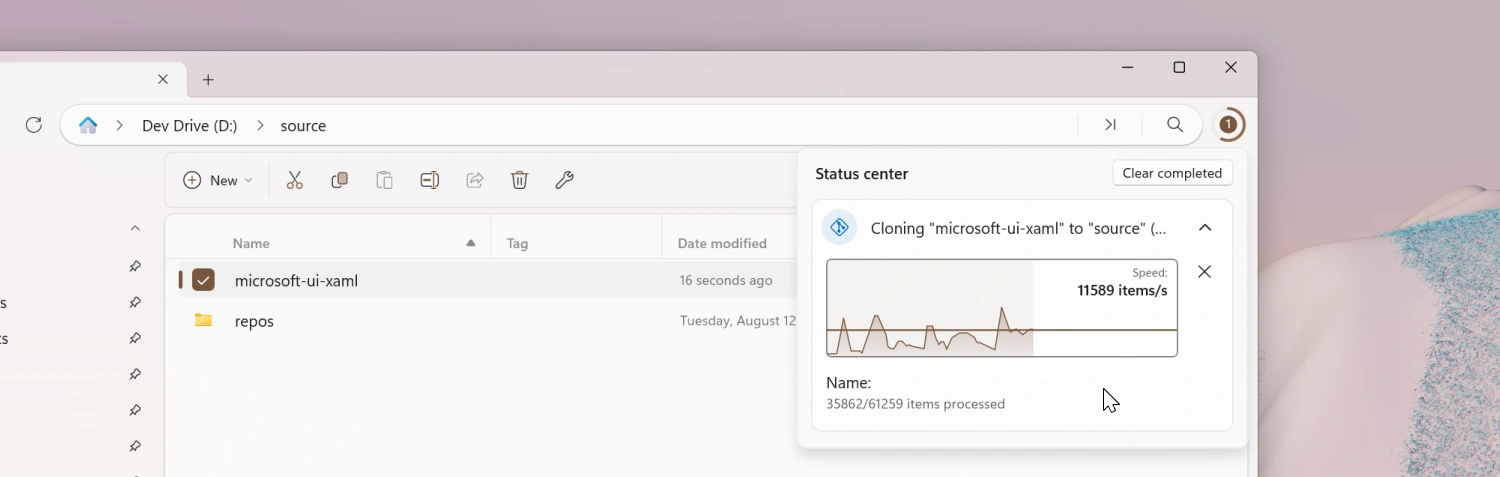 Dev Drive (D:)
source
1
New
Status center
Clear completed
Name
Tag
Date modified
Cloning "microsoft-ui-xaml" to "source" (...
microsoft-ui-xaml
16 seconds ago
Speed:
11589 items/s
s
repos
Tuesday, August 12
ts
Name:
35862/61259 items processed